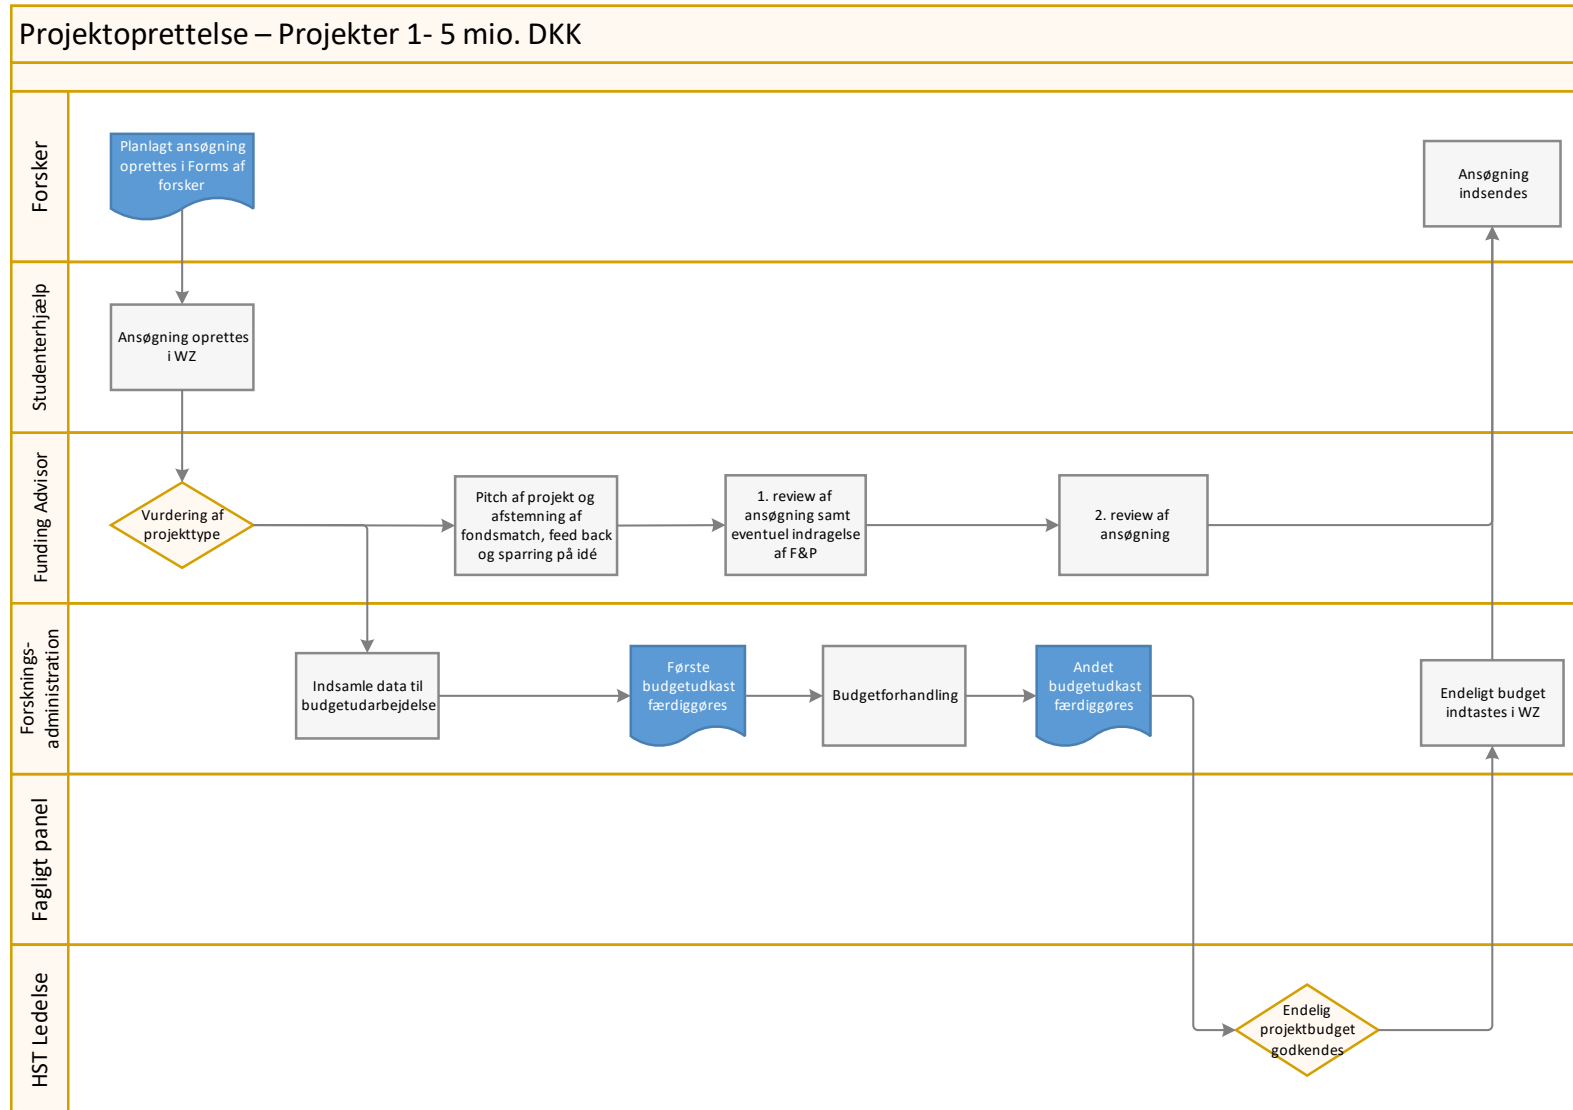 Projektoprettelse – Projekter 1- 5 mio. DKK
Forsker
Planlagt ansøgning
oprettes i Forms af
forsker
Ansøgning
indsendes
Studenterhjælp
Ansøgning oprettes
i WZ
Funding Advisor
Vurdering af
projekttype
Pitch af projekt og
afstemning af
fondsmatch, feed back
og sparring på idé
1. review af
ansøgning samt
eventuel indragelse
af F&P
2. review af
ansøgning
Forsknings-
administration
Indsamle data til
budgetudarbejdelse
Første
budgetudkast
færdiggøres
Budgetforhandling
Andet
budgetudkast
færdiggøres
Endeligt budget
indtastes i WZ
Fagligt panel
HST Ledelse
Endelig
projektbudget
godkendes